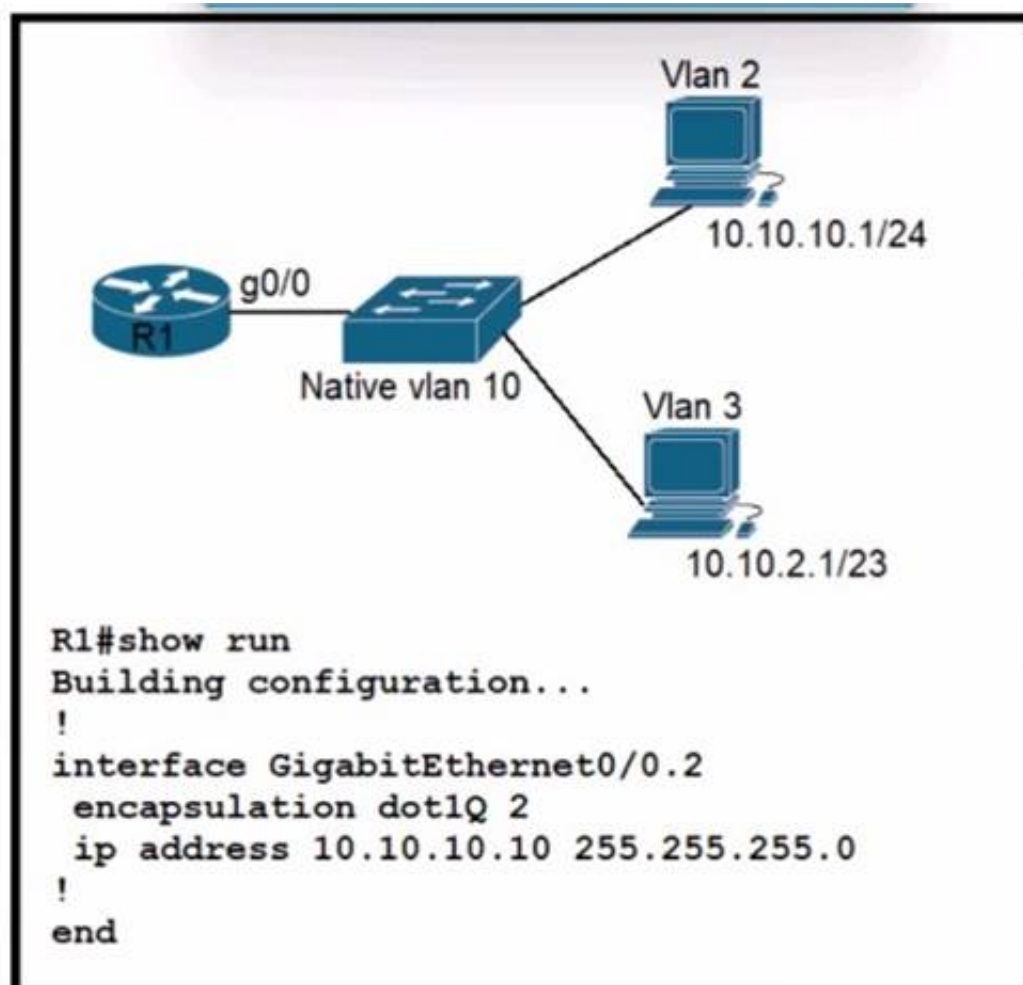 Vlan 2
10.10.10.1/24
g0/0
R1
Native vlan 10
Vlan 3
10.10.2.1/23
R1#show run
Building configuration...
!
interface GigabitEthernet0/0.2
encapsulation dot1Q 2
ip address 10.10.10.10 255.255.255.0
!
end